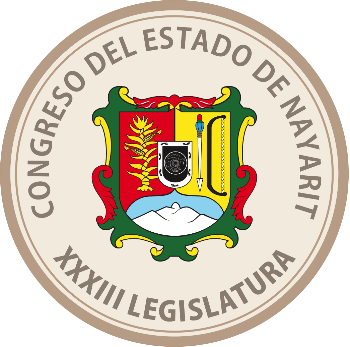 CONGRESO DEL ESTADO DE NAYARIT
XXXIII LEGISLATURA